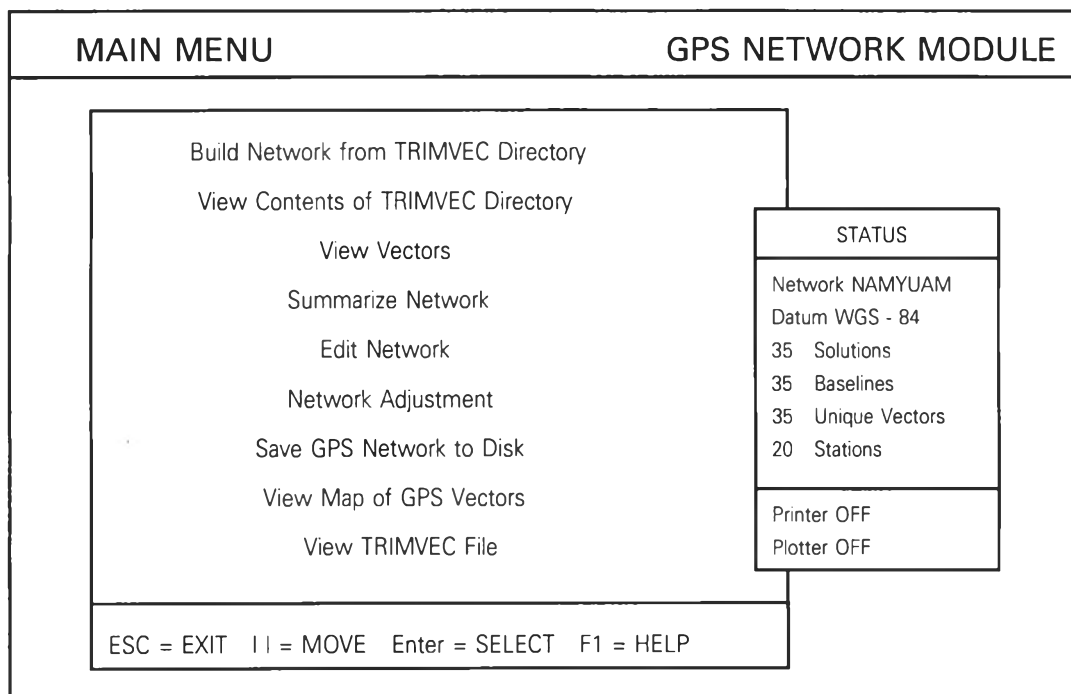 MAIN MENU GPS NETWORK MODULE
Build Network from TRIMVEC Directory
View Contents of TRIMVEC Directory
View Vectors
Summarize Network
Edit Network
Network Adjustment
Save GPS Network to Disk
View Map of GPS Vectors
View TRIMVEC File
ESC = EXIT | | = MOVE Enter = SELECT F1 = HELP
STATUS
Network NAMYUAM
Datum WGS - 84
35 Solutions
35 Baselines
35 Unique Vectors
20 Stations
Printer OFF
Plotter OFF